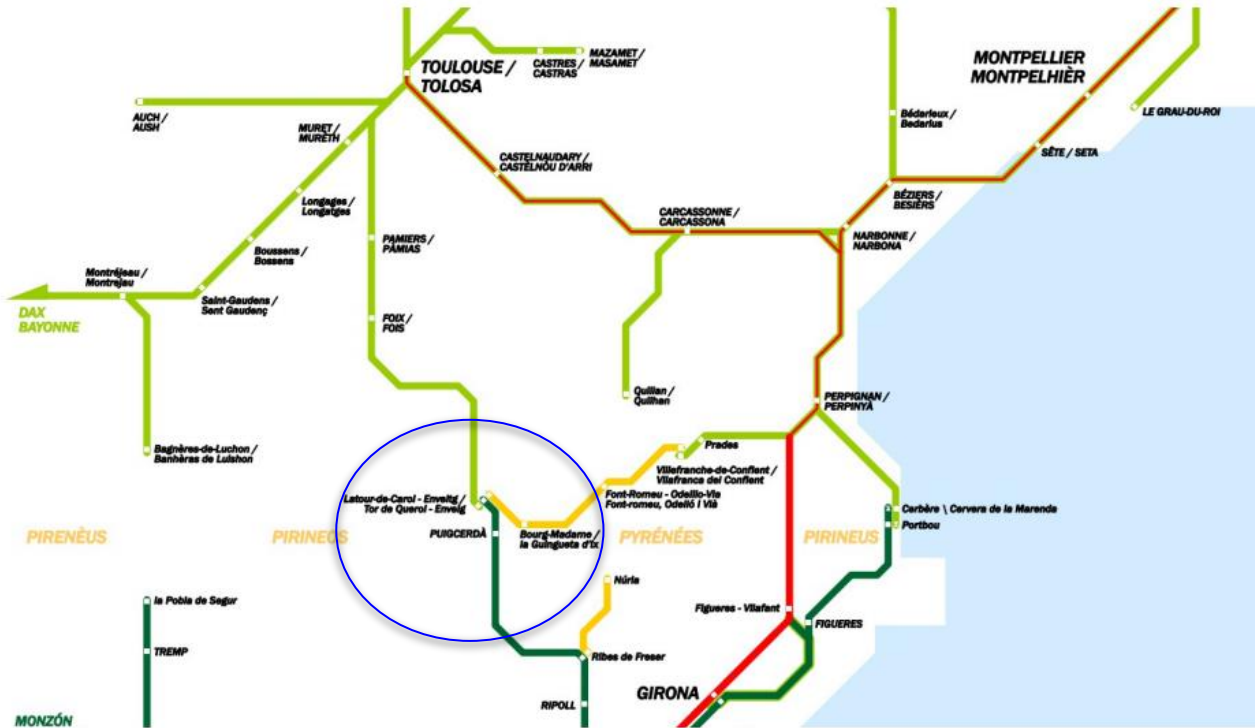 TOULOUSE /
TOLOSA
CASTRES /
CASTRAS
MAZAMET /
MASAMET
MONTPELLIER
MONTPELHIÈR
AUCH /
AUSH
MURET /
MURÈTH
Bédarieux /
Bedarius
LE GRAU-DU-ROI
SÈTE / SETA
CASTELNAUDARY /
CASTÈLNOU D'ARRI
BÉZIERS /
BESIÈRS
Longages /
Longatges
CARCASSONNE /
CARCASSONA
NARBONNE /
NARBONA
Boussens /
Bossens
PAMIERS /
PÀMIAS
Montréjeau /
Montrejau
Saint-Gaudens /
Sent Gaudenç
DAX
BAYONNE
FOIX /
FOIS
Quillan /
Quilhan
PERPIGNAN /
PERPINYÀ
Bagnères-de-Luchon /
Banhèras de Luishon
Prades
Villefranche-de-Conflent /
Vilafranca del Conflent
Latour-de-Carol - Enveitg /
Tor de Querol - Enveig
Font-Romeu - Odeillo-Via
Font-romeu, Odelló i Vià
Cerbère \ Cervera de la Marenda
Portbou
PUIGCERDÀ
Bourg-Madame /
la Guingueta d'Ix
PIRENÈUS
PIRINEOS
PYRÉNÉES
PIRINEUS
la Pobla de Segur
Núria
Figueres - Vilafant
FIGUERES
TREMP
Ribes de Freser
GIRONA
RIPOLL
MONZÓN